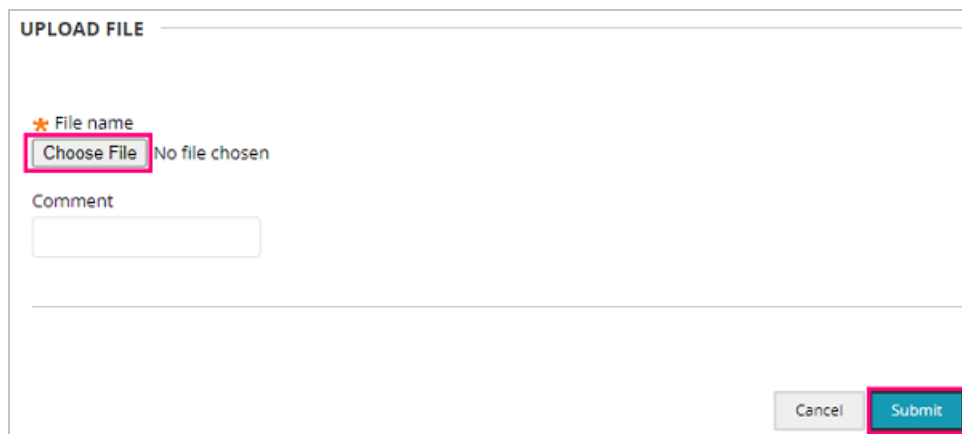 UPLOAD FILE
* File name
Choose File No file chosen
Comment
Cancel Submit